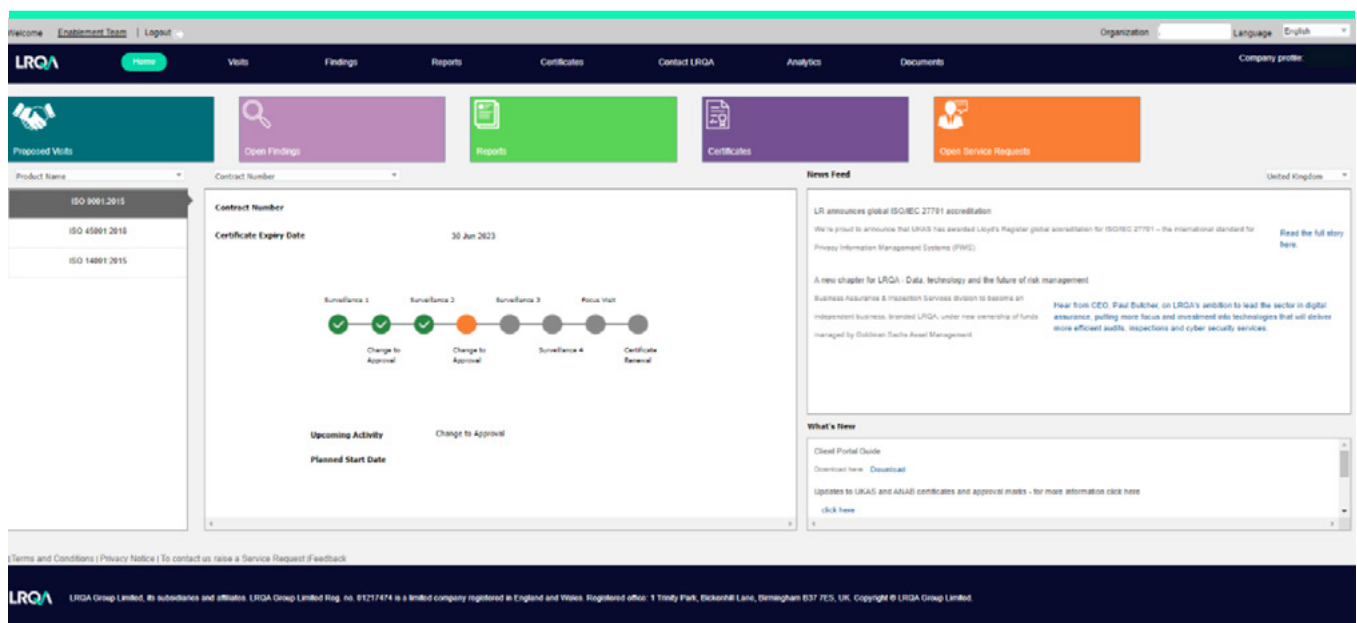 Welcome Enablement Team | Logout
Organization
Language English
LRQA
Home
Visits
Findings
Reports
Certificates
Contact LRQA
Analytics
Documents
Company profile:
Proposed Visits
Open Findings
Reports
Certificates
Open Service Requests
Product Name
ISO 9001:2015
ISO 45001:2018
ISO 14001:2015
Contract Number
Contract Number
Certificate Expiry Date 30 Jun 2023
Surveillance 1 Surveillance 2 Surveillance 3 Focus Visit
Change to Approval
Change to Approval
Surveillance 4
Certificate Renewal
Upcoming Activity Change to Approval
Planned Start Date
News Feed
United Kingdom
LR announces global ISO/IEC 27701 accreditation
We're proud to announce that UKAS has awarded Lloyd's Register global accreditation for ISO/IEC 27701 – the international standard for
Privacy Information Management Systems (PIMS)
Read the full story
here.
A new chapter for LRQA - Data, technology and the future of risk management
Business Assurance & Inspection Services division to become an
independent business, branded LRQA, under new ownership of funds
managed by Goldman Sachs Asset Management
Hear from CEO, Paul Butcher, on LRQA's ambition to lead the sector in digital
assurance, putting more focus and investment into technologies that will deliver
more efficient audits, inspections and cyber security services.
What's New
Client Portal Guide
Download here Download
Updates to UKAS and ANAB certificates and approval marks - for more information click here
click here
|Terms and Conditions | Privacy Notice | To contact us raise a Service Request |Feedback
LRQA
LRQA Group Limited, its subsidiaries and affiliates. LRQA Group Limited Reg. no. 01217474 is a limited company registered in England and Wales. Registered office: 1 Trinity Park, Bickenhill Lane, Birmingham B37 7ES, UK. Copyright © LRQA Group Limited.